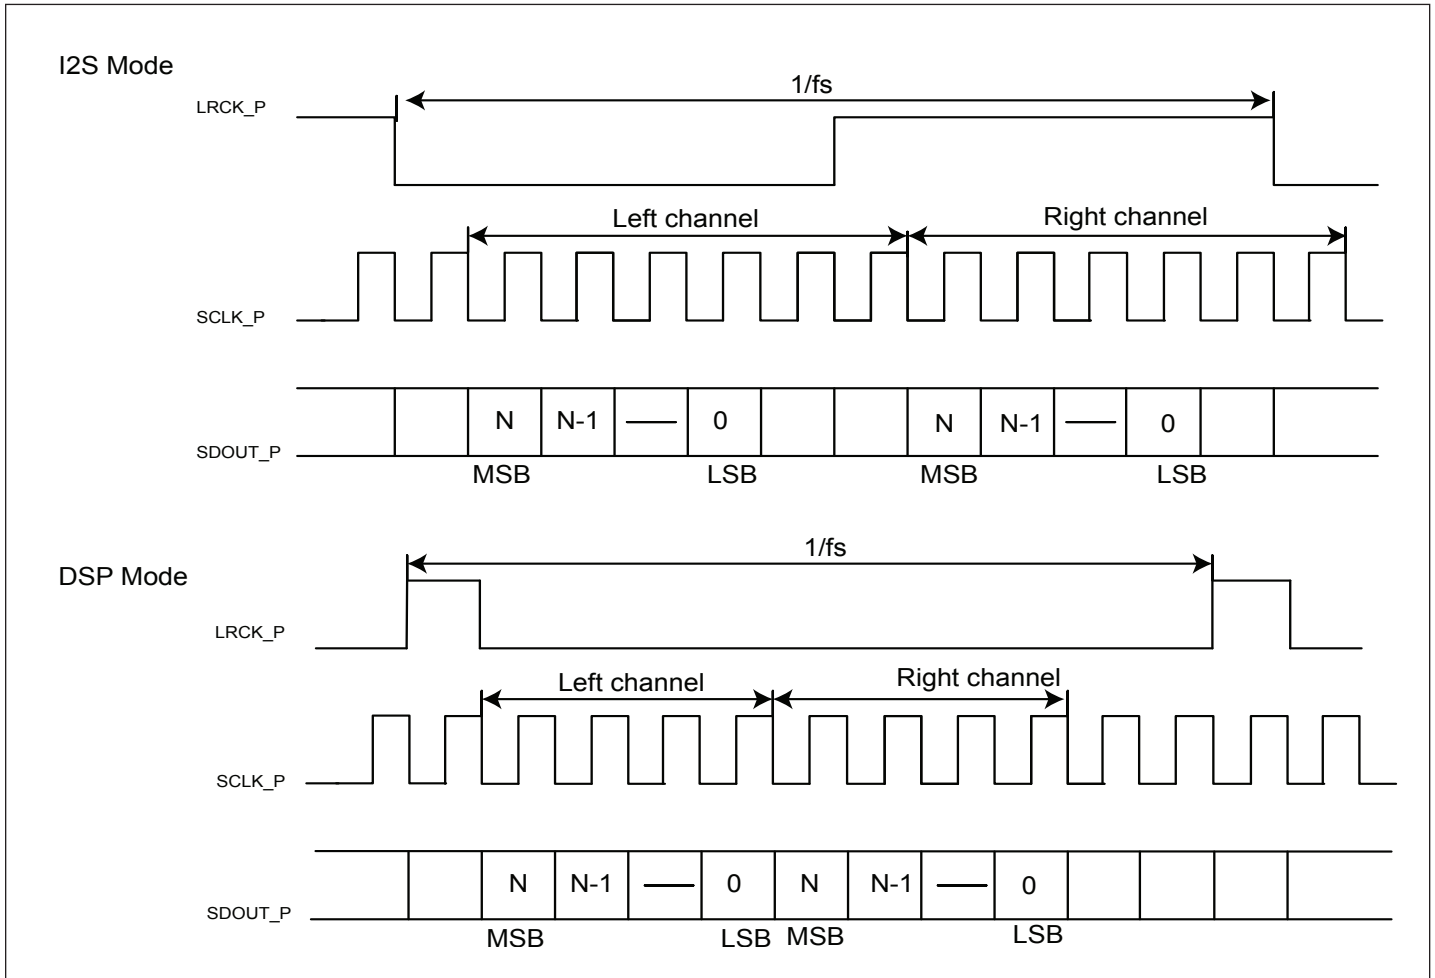 I2S Mode
1/fs
LRCK_P
Left channel
Right channel
SCLK_P
N N-1 0 N N-1 0
SDOUT_P
MSB LSB MSB LSB
1/fs
DSP Mode
LRCK_P
Left channel
Right channel
SCLK_P
N N-1 0 N N-1 0
SDOUT_P
MSB LSB MSB LSB